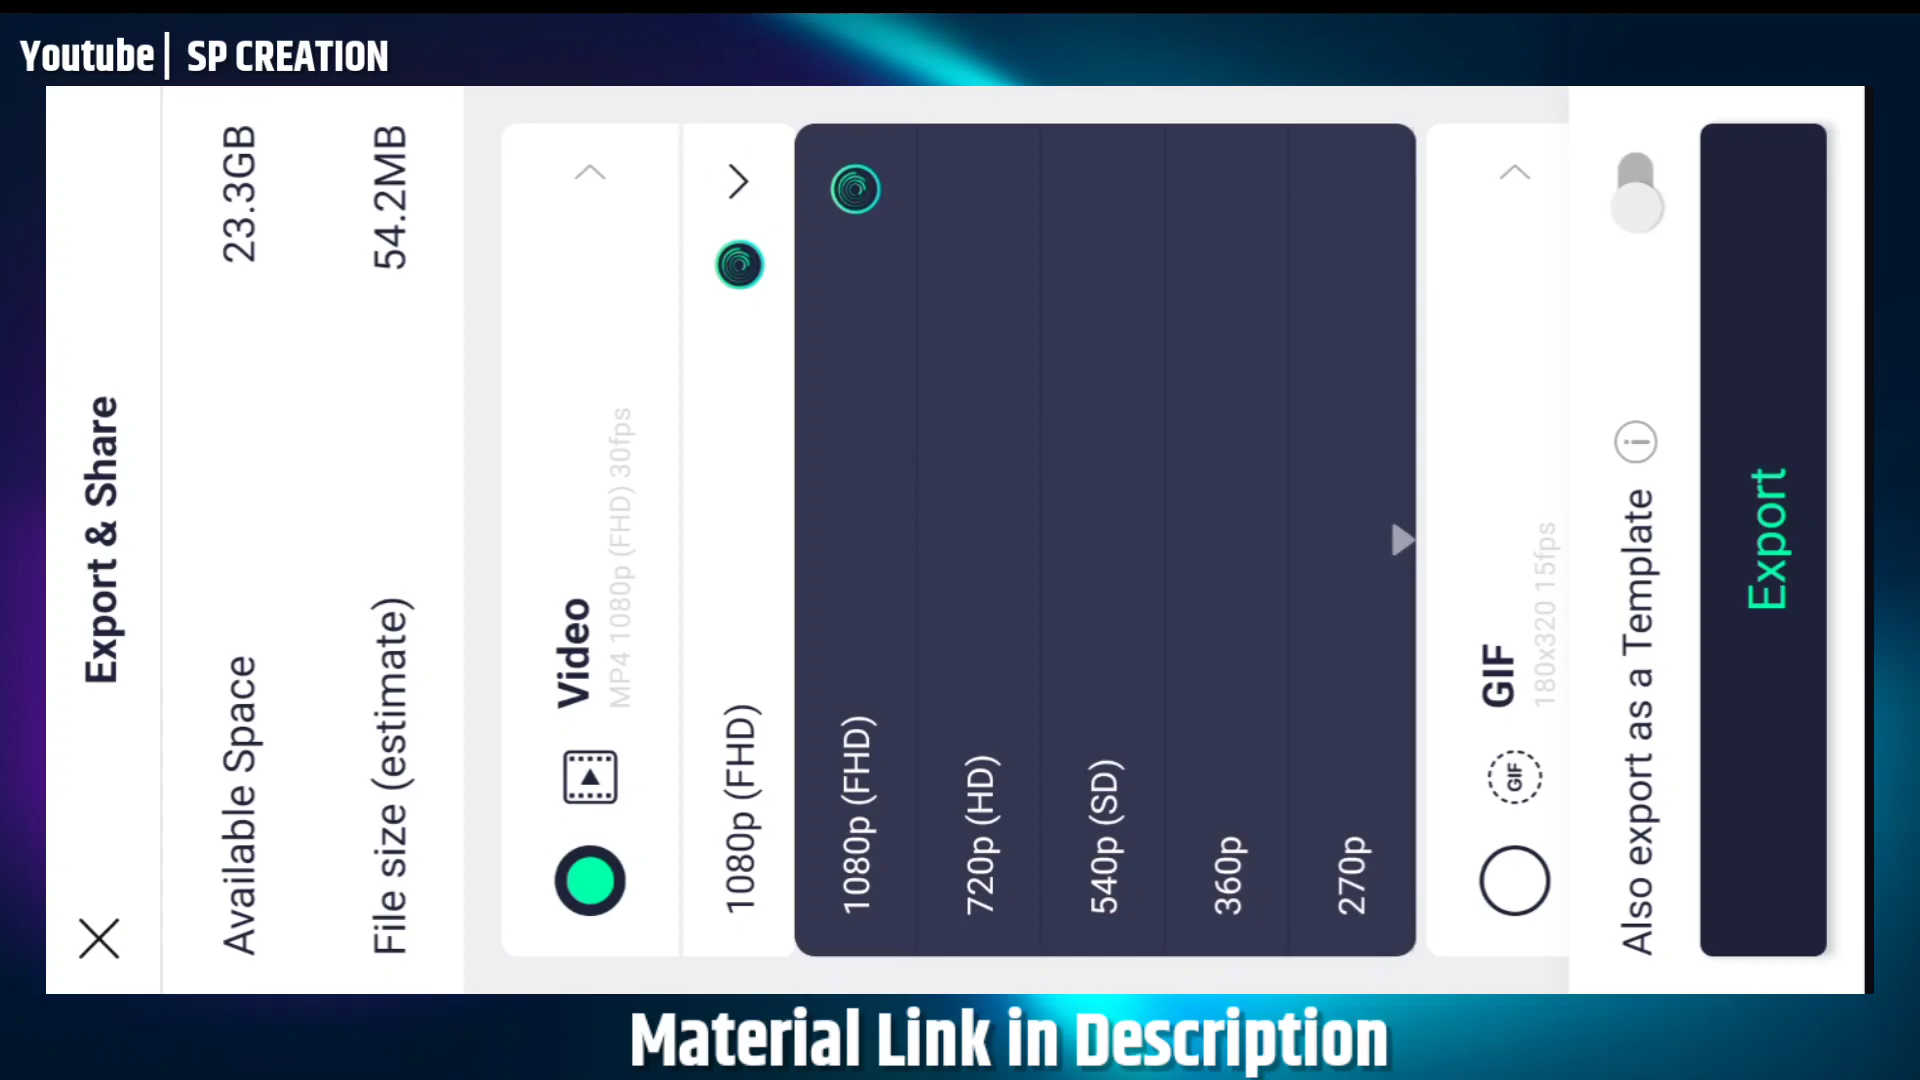 Youtube | SP CREATION
Export & Share
Available Space 23.3GB
File size (estimate) 54.2MB
Video
MP4 1080p (FHD) 30fps
1080p (FHD)
1080p (FHD)
720p (HD)
540p (SD)
360p
270p
GIF
GIF
180x320 15fps
Also export as a Template
Export
Material Link in Description